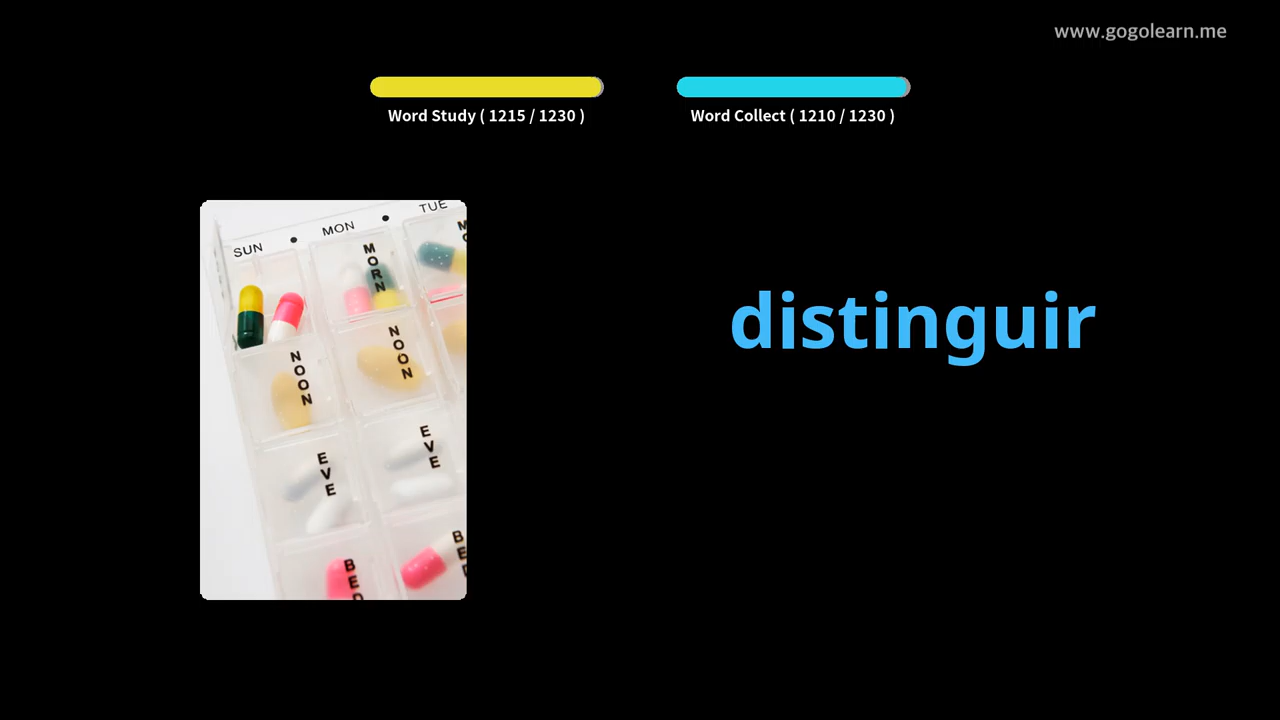 www.gogolearn.me
Word Study ( 1215 / 1230 )
Word Collect ( 1210 / 1230 )
distinguir
SUN • MON • TUE
MORN
NOON
NOON
EVE
EVE